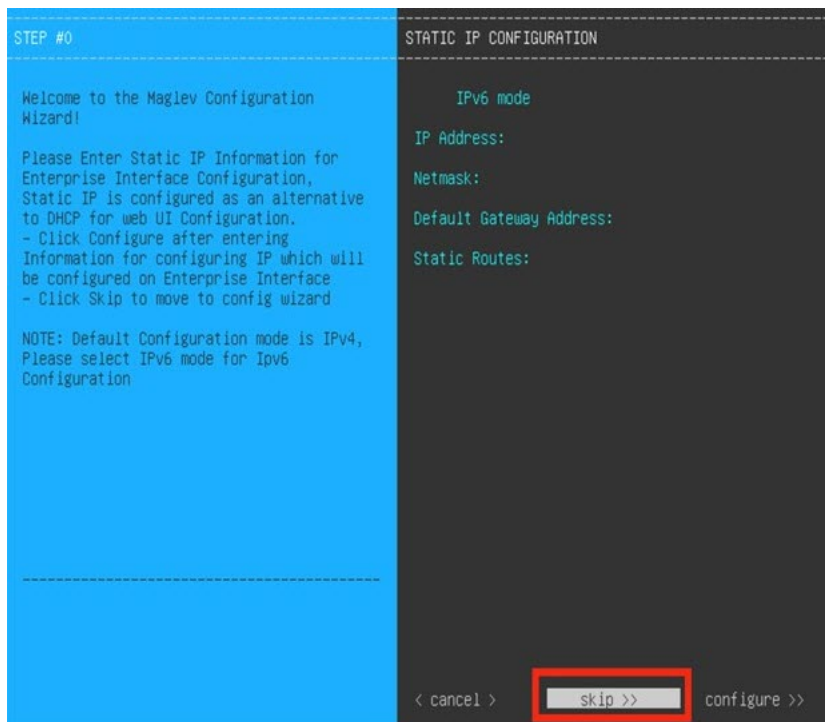 STEP #0
Welcome to the Maglev Configuration
Wizard!
Please Enter Static IP Information for
Enterprise Interface Configuration,
Static IP is configured as an alternative
to DHCP for web UI Configuration.
- Click Configure after entering
Information for configuring IP which will
be configured on Enterprise Interface
- Click Skip to move to config wizard
NOTE: Default Configuration mode is IPv4,
Please select IPv6 mode for Ipv6
Configuration
STATIC IP CONFIGURATION
IPv6 mode
IP Address:
Netmask:
Default Gateway Address:
Static Routes:
< cancel >
skip >>
configure >>